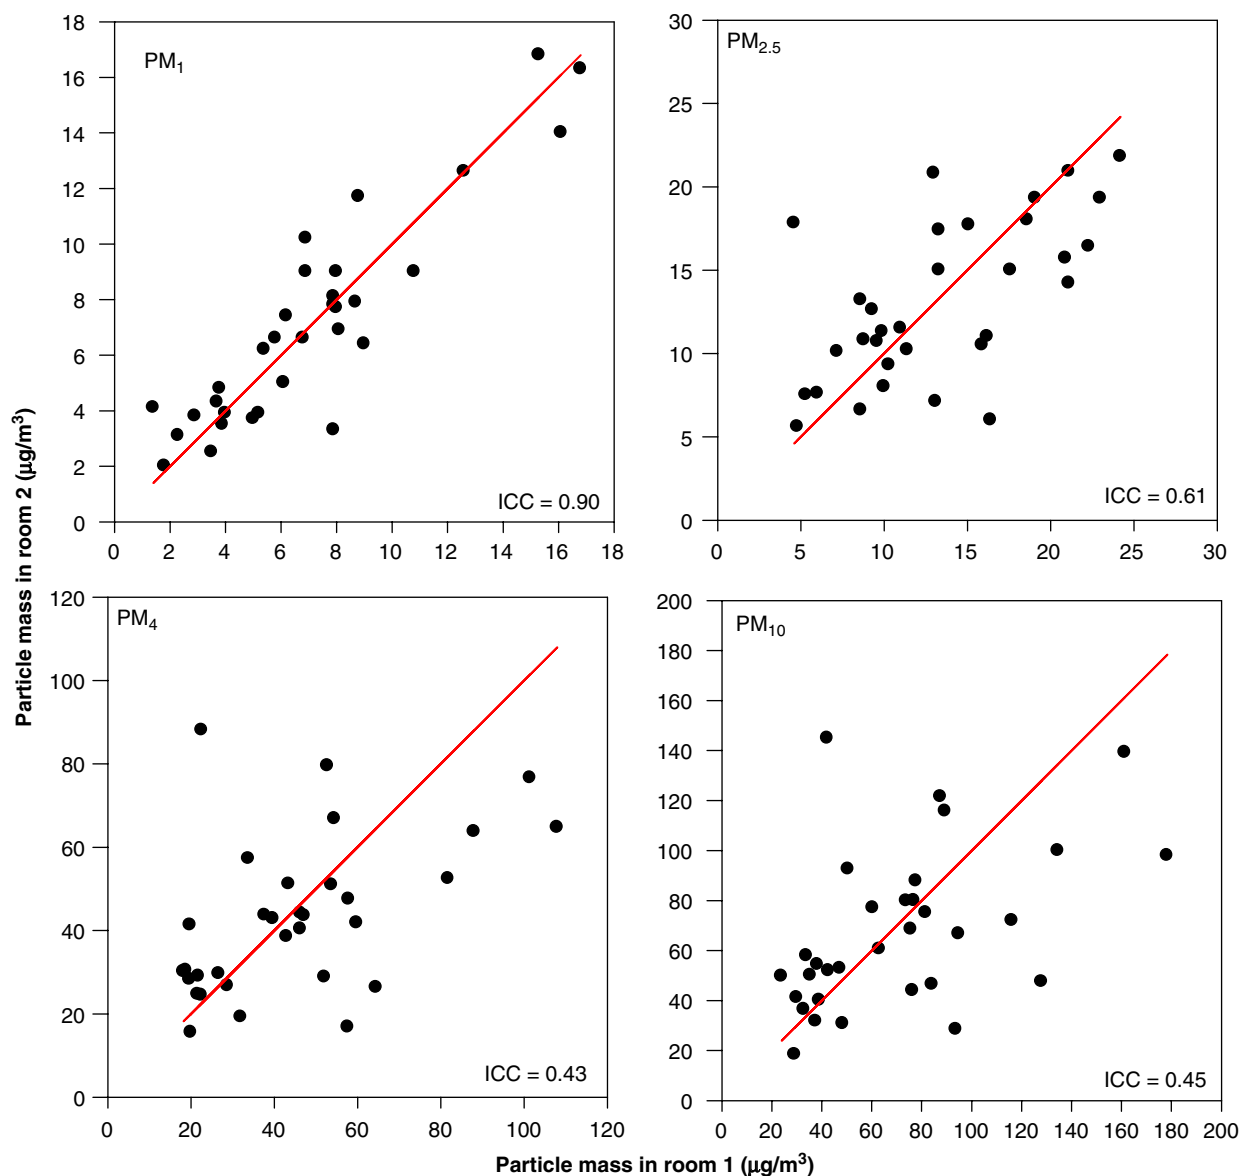 18
16
14
12
10
8
6
4
2
0
PM1
ICC = 0.90
0 2 4 6 8 10 12 14 16 18
30
25
20
15
10
5
0
PM2.5
ICC = 0.61
0 5 10 15 20 25 30
Particle mass in room 2 (µg/m³)
120
100
80
60
40
20
0
PM4
ICC = 0.43
0 20 40 60 80 100 120
200
180
160
140
120
100
80
60
40
20
0
PM10
ICC = 0.45
0 20 40 60 80 100 120 140 160 180 200
Particle mass in room 1 (µg/m³)